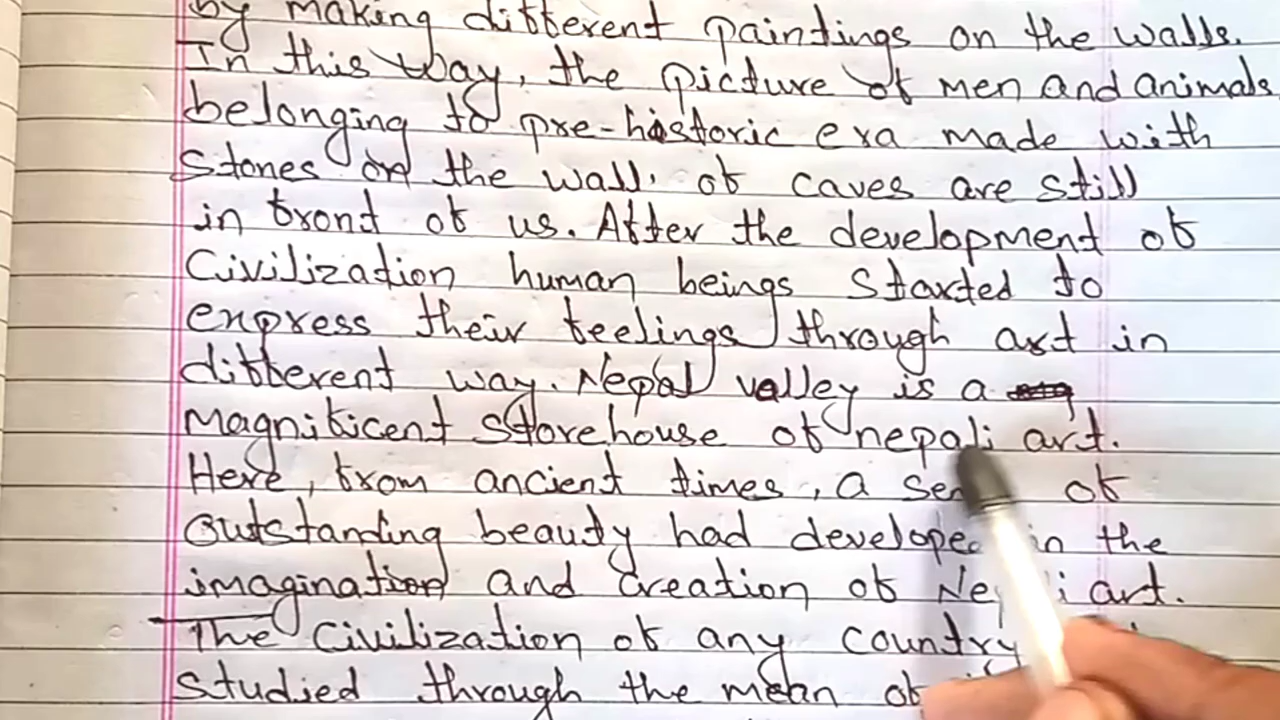 by making different paintings on the walls.
In this way, the picture of men and animals
belonging to pre-historic era made with
stones on the wall. of caves are still
in front of us. After the development of
Civilization human beings started to
express their feelings through art in
different way. Nepal valley is a
magnificent storehouse of nepali art.
Here, from ancient times, a of
outstanding beauty had in the
imagination and creation of art.
The Civilization of any country
studied through the mean of